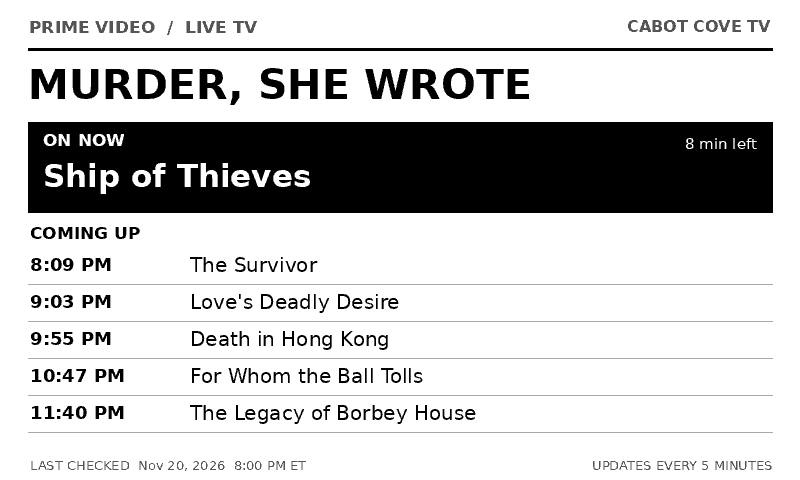 PRIME VIDEO / LIVE TV
CABOT COVE TV
MURDER, SHE WROTE
ON NOW
8 min left
Ship of Thieves
COMING UP
8:09 PM The Survivor
9:03 PM Love's Deadly Desire
9:55 PM Death in Hong Kong
10:47 PM For Whom the Ball Tolls
11:40 PM The Legacy of Borbey House
LAST CHECKED Nov 20, 2026 8:00 PM ET
UPDATES EVERY 5 MINUTES